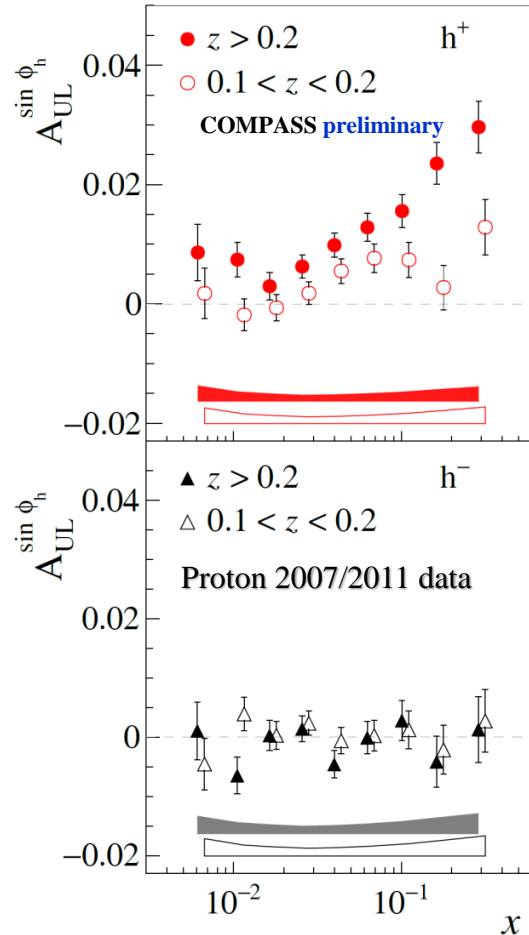 A_UL^{sin ϕ_h}
0.04
0.02
0
−0.02
● z > 0.2
○ 0.1 < z < 0.2
h⁺
COMPASS preliminary
A_UL^{sin ϕ_h}
0.04
0.02
0
−0.02
▲ z > 0.2
△ 0.1 < z < 0.2
h⁻
Proton 2007/2011 data
10⁻² 10⁻¹
x